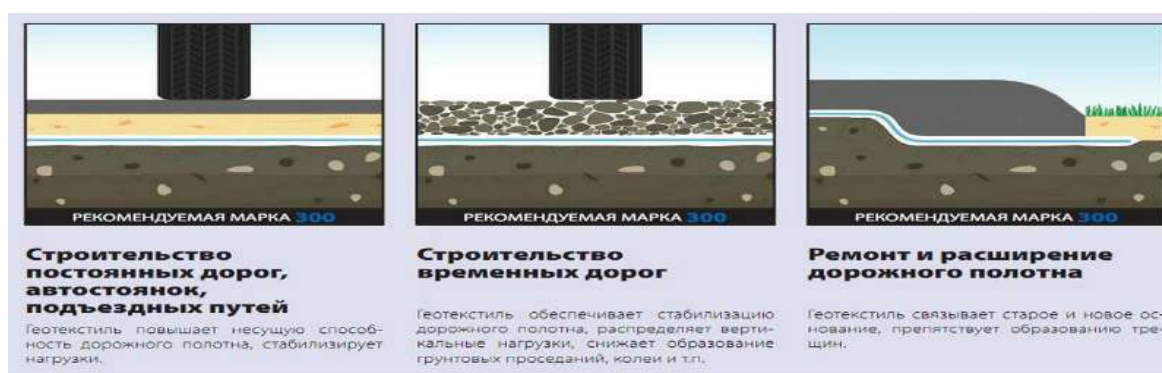 РЕКОМЕНДУЕМАЯ МАРКА 300
Строительство
постоянных дорог,
автостоянок,
подъездных путей
Геотекстиль повышает несущую способ-
ность дорожного полотна, стабилизирует
нагрузки.
РЕКОМЕНДУЕМАЯ МАРКА 300
Строительство
временных дорог
Геотекстиль обеспечивает стабилизацию
дорожного полотна, распределяет верти-
кальные нагрузки, снижает образование
грунтовых проседаний, колеи и т.п.
РЕКОМЕНДУЕМАЯ МАРКА 300
Ремонт и расширение
дорожного полотна
Геотекстиль связывает старое и новое ос-
нование, препятствует образованию тре-
щин.